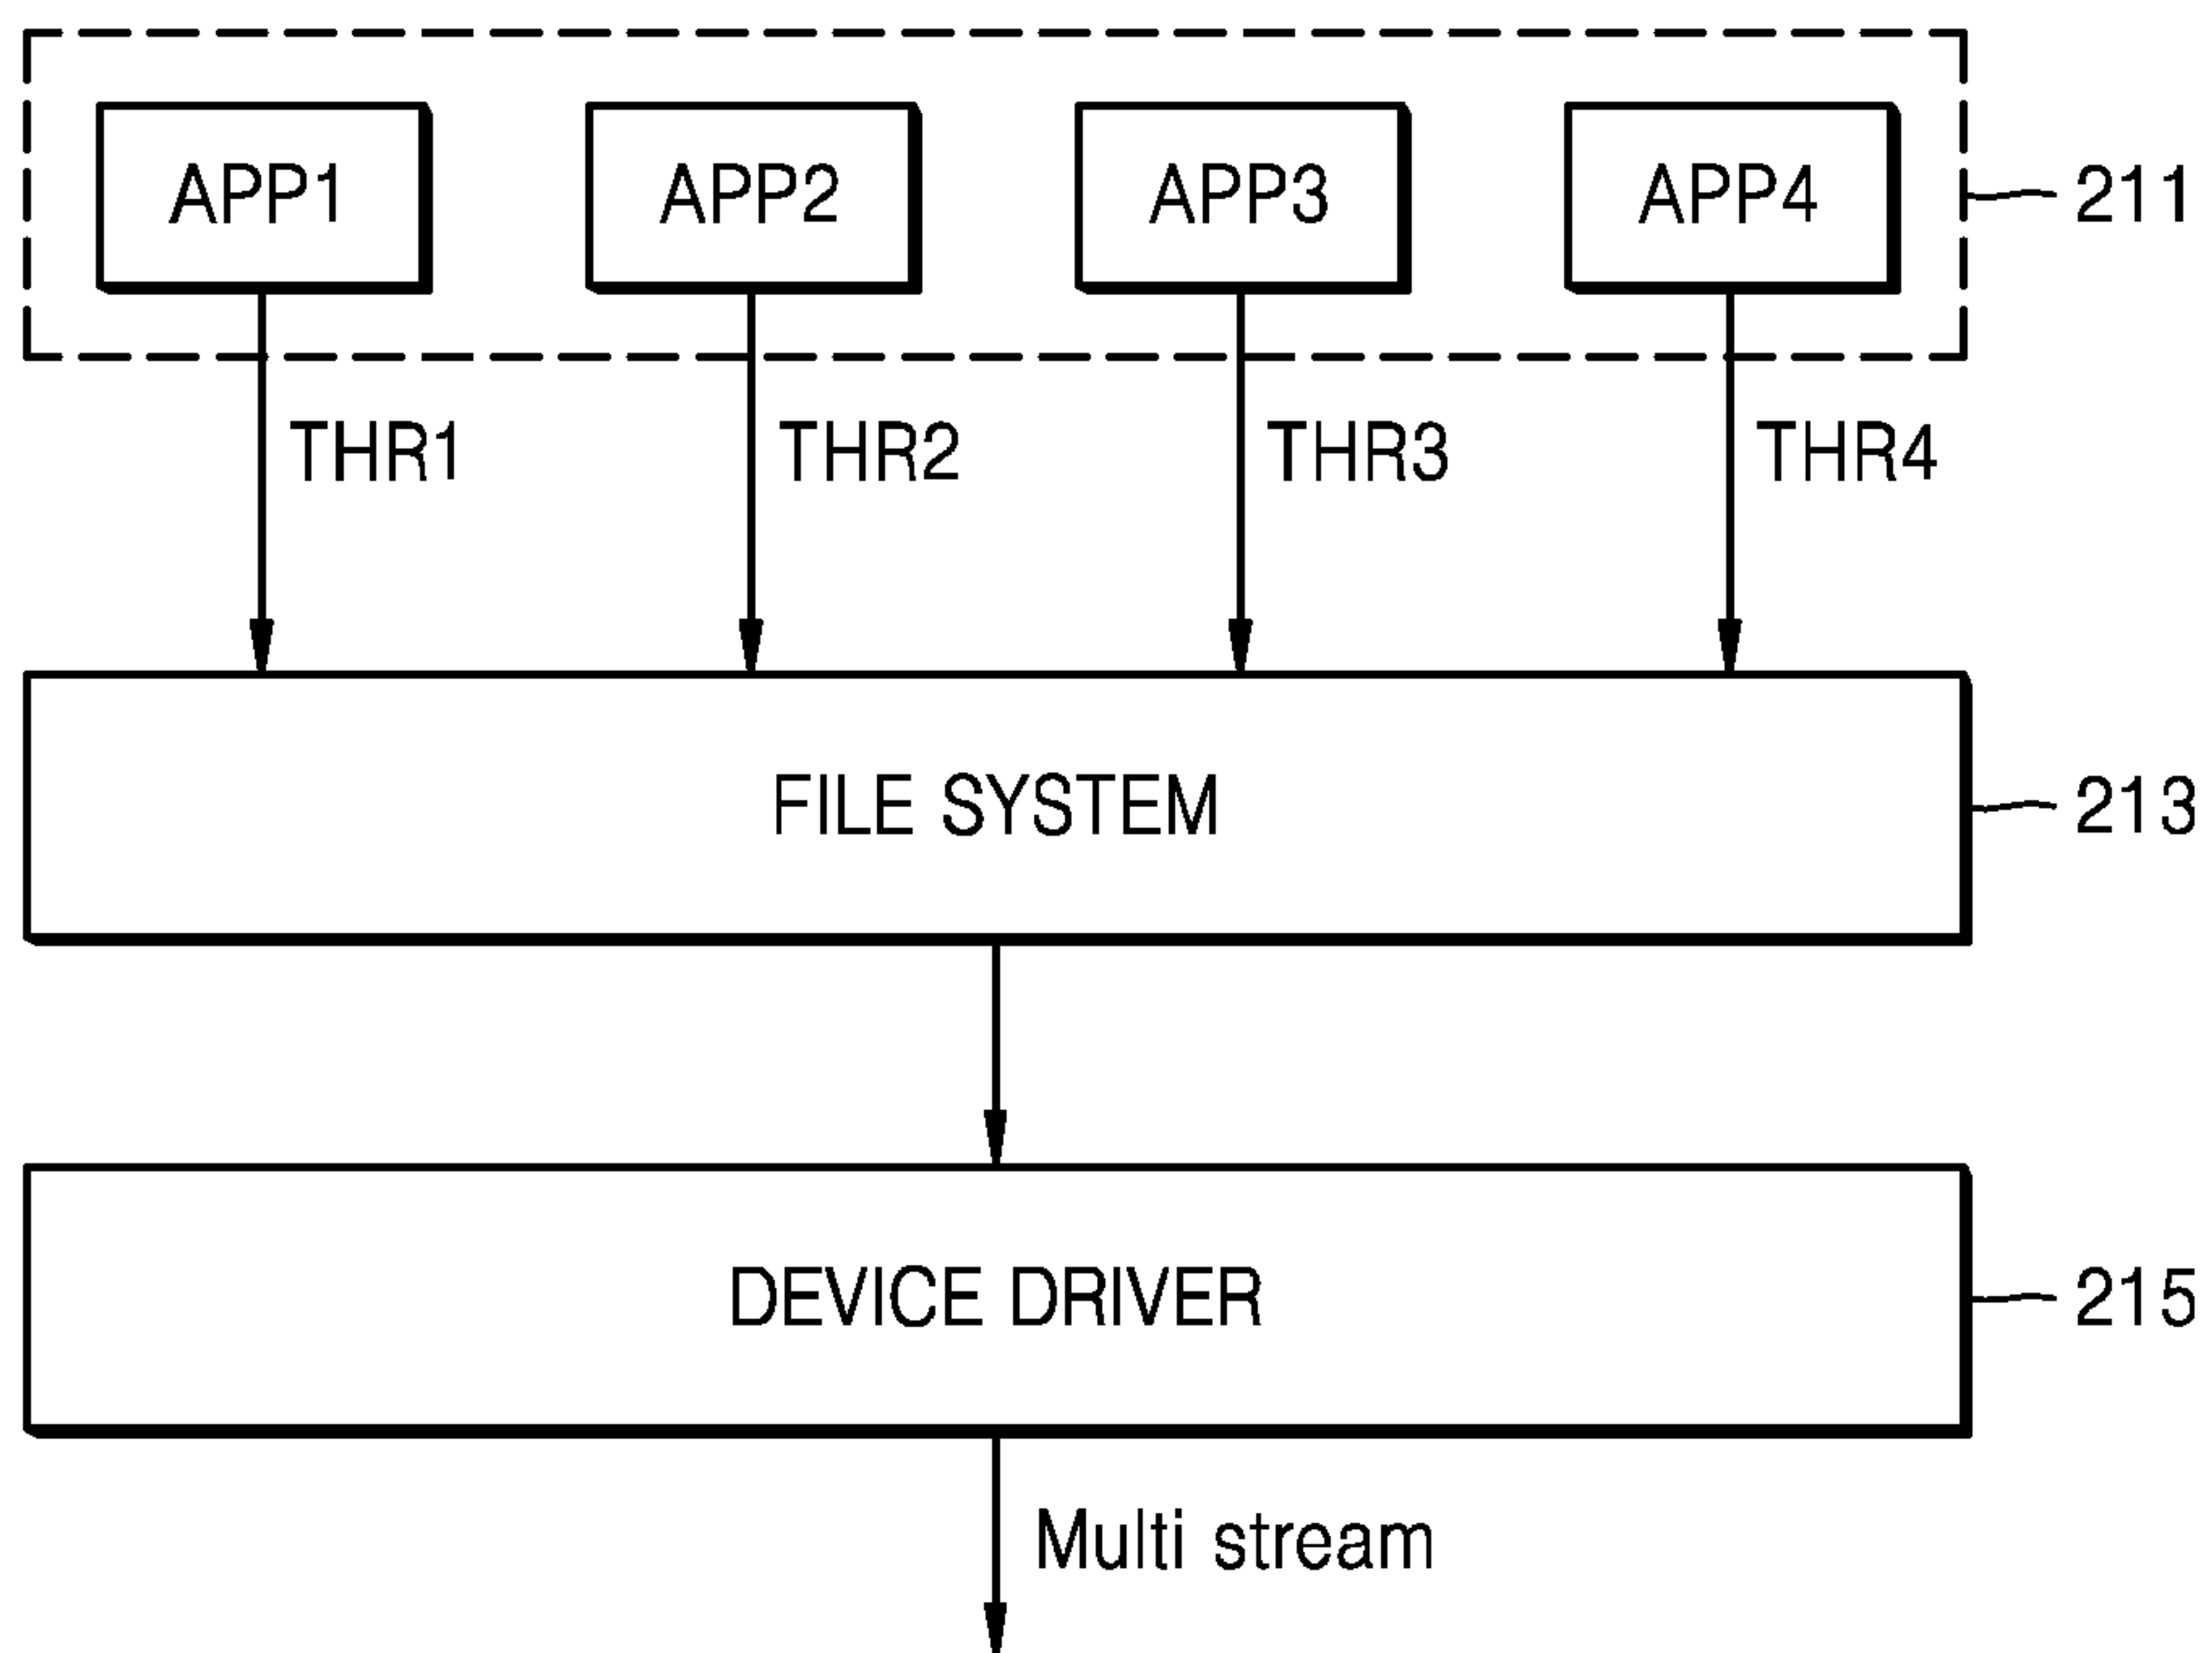 APP1 APP2 APP3 APP4 211
THR1 THR2 THR3 THR4
FILE SYSTEM 213
DEVICE DRIVER 215
Multi stream